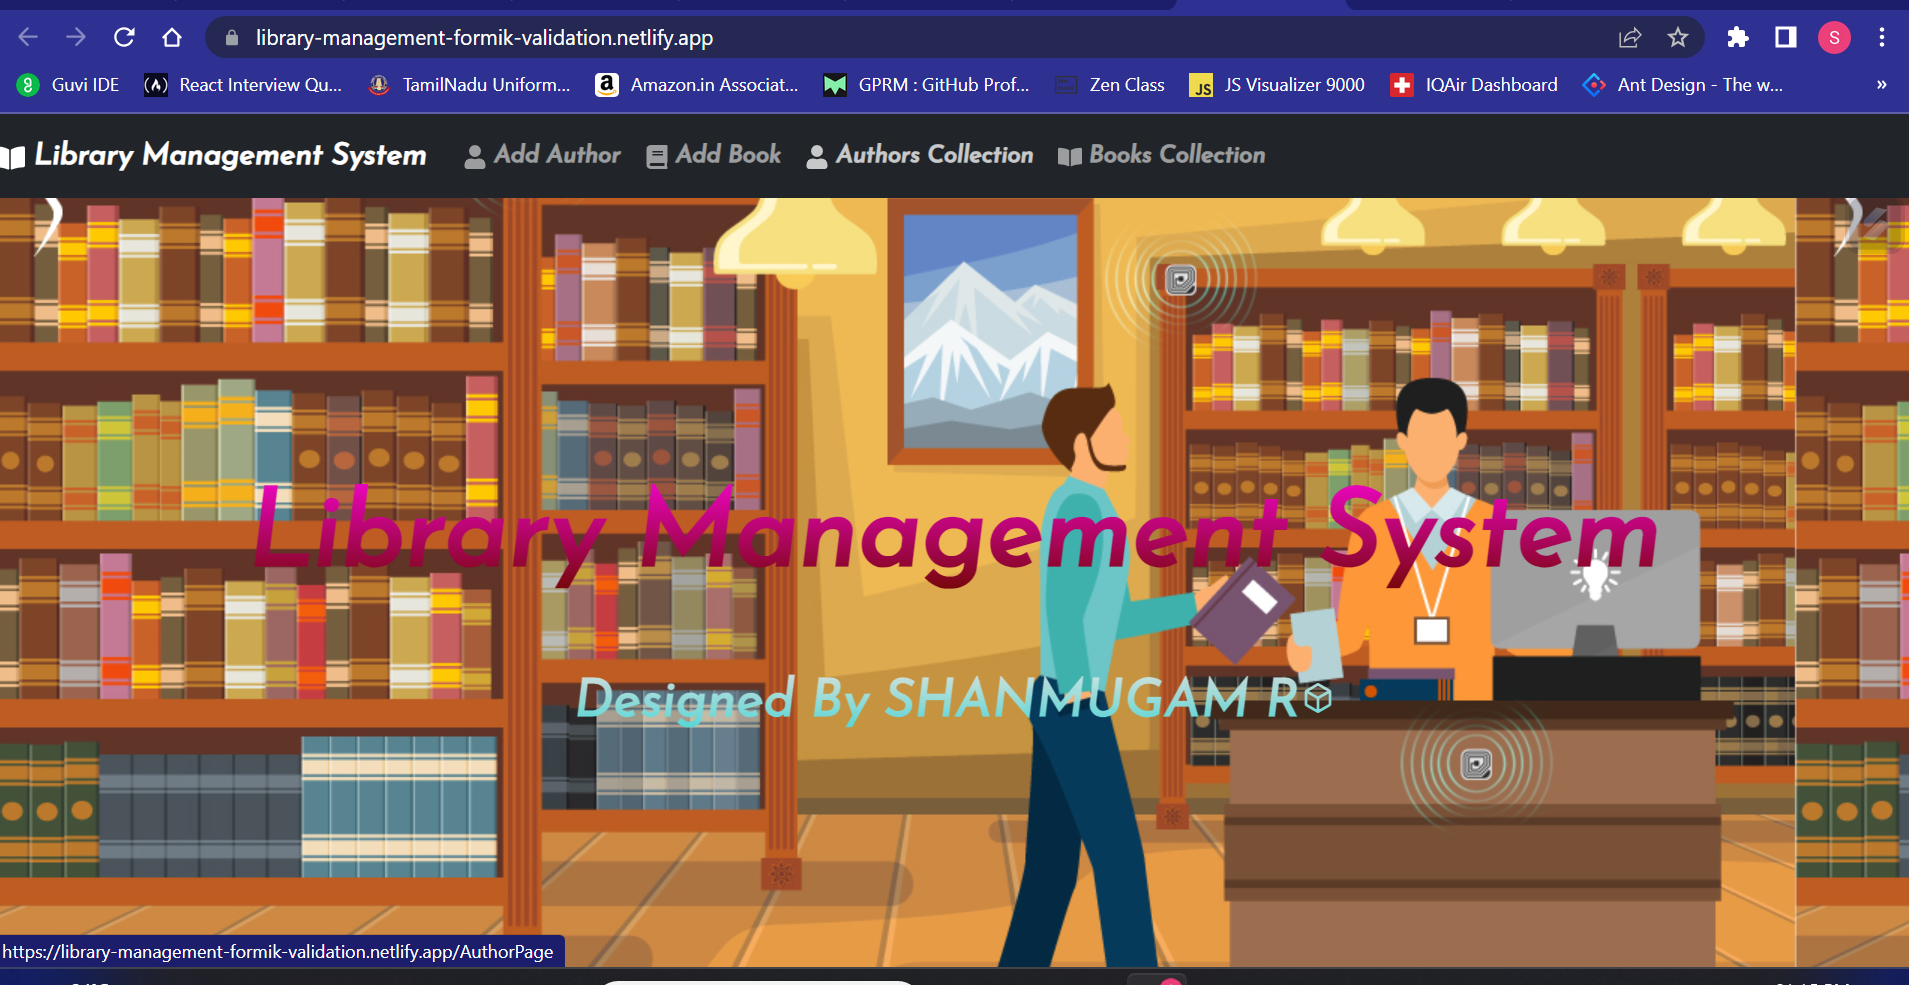 library-management-formik-validation.netlify.app
S
Guvi IDE React Interview Qu... TamilNadu Uniform... Amazon.in Associat... GPRM : GitHub Prof... Zen Class JS Visualizer 9000 IQAir Dashboard Ant Design - The w... »
Library Management System Add Author Add Book Authors Collection Books Collection
Library Management System
Designed By SHANMUGAM R
https://library-management-formik-validation.netlify.app/AuthorPage